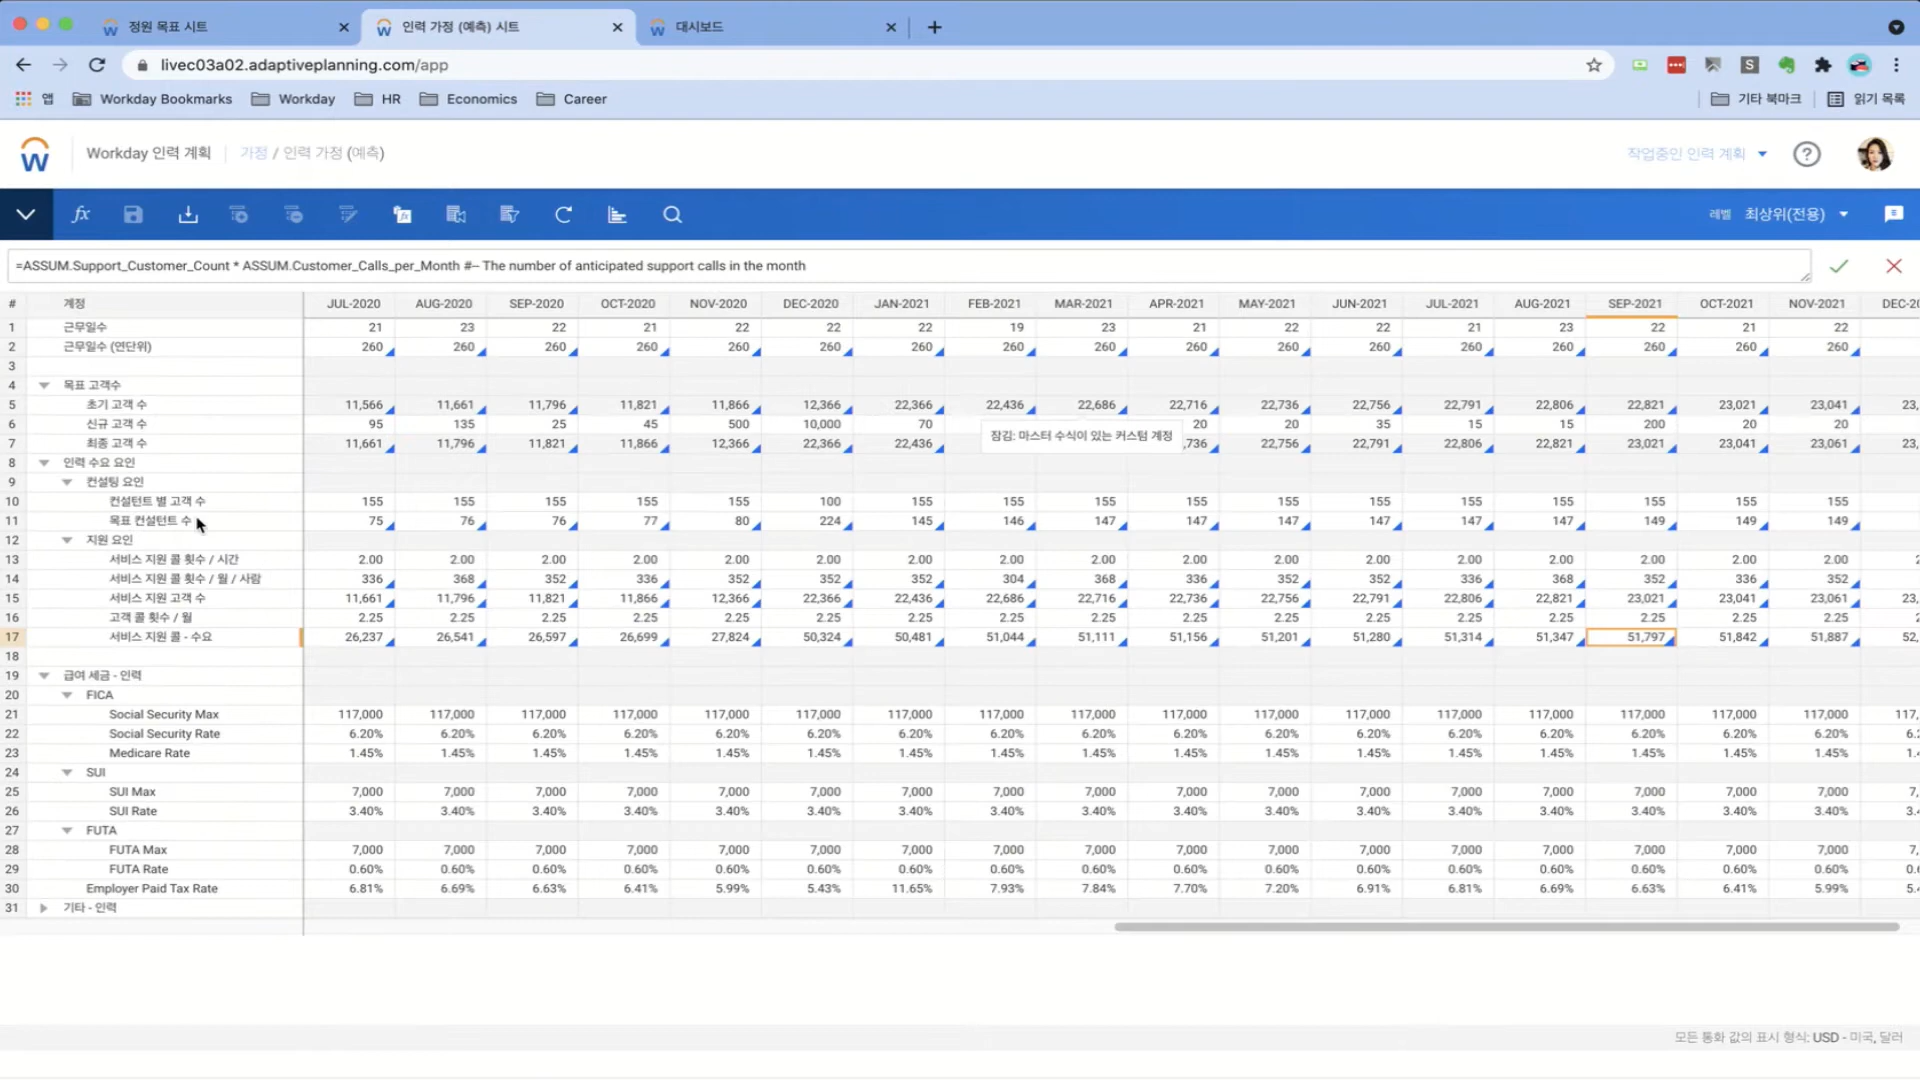 정원 목표 시트 인력 가정 (예측) 시트 대시보드
livec03a02.adaptiveplanning.com/app
앱 Workday Bookmarks Workday HR Economics Career 기타 북마크 읽기 목록
Workday 인력 계획 가정 / 인력 가정 (예측) 작업중인 인력 계획
레벨 최상위(전용)
=ASSUM.Support_Customer_Count * ASSUM.Customer_Calls_per_Month #-- The number of anticipated support calls in the month
# 계정 JUL-2020 AUG-2020 SEP-2020 OCT-2020 NOV-2020 DEC-2020 JAN-2021 FEB-2021 MAR-2021 APR-2021 MAY-2021 JUN-2021 JUL-2021 AUG-2021 SEP-2021 OCT-2021 NOV-2021 DEC-20
1 근무일수 21 23 22 21 22 22 22 19 23 21 22 22 21 23 22 21 22
2 근무일수 (연단위) 260 260 260 260 260 260 260 260 260 260 260 260 260 260 260 260 260
3
4 목표 고객수
5 초기 고객 수 11,566 11,661 11,796 11,821 11,866 12,366 22,366 22,436 22,686 22,716 22,736 22,756 22,791 22,806 22,821 23,021 23,041 23,
6 신규 고객 수 95 135 25 45 500 10,000 70 20 20 35 15 15 200 20 20
잠김: 마스터 수식이 있는 커스텀 계정
7 최종 고객 수 11,661 11,796 11,821 11,866 12,366 22,366 22,436 ,736 22,756 22,791 22,806 22,821 23,021 23,041 23,061 23,
8 인력 수요 요인
9 컨설팅 요인
10 컨설턴트 별 고객 수 155 155 155 155 155 100 155 155 155 155 155 155 155 155 155 155 155
11 목표 컨설턴트 수 75 76 76 77 80 224 145 146 147 147 147 147 147 147 149 149 149
12 지원 요인
13 서비스 지원 콜 횟수 / 시간 2.00 2.00 2.00 2.00 2.00 2.00 2.00 2.00 2.00 2.00 2.00 2.00 2.00 2.00 2.00 2.00 2.00 2
14 서비스 지원 콜 횟수 / 월 / 사람 336 368 352 336 352 352 352 304 368 336 352 352 336 368 352 336 352
15 서비스 지원 고객 수 11,661 11,796 11,821 11,866 12,366 22,366 22,436 22,686 22,716 22,736 22,756 22,791 22,806 22,821 23,021 23,041 23,061 23,
16 고객 콜 횟수 / 월 2.25 2.25 2.25 2.25 2.25 2.25 2.25 2.25 2.25 2.25 2.25 2.25 2.25 2.25 2.25 2.25 2.25 2
17 서비스 지원 콜 - 수요 26,237 26,541 26,597 26,699 27,824 50,324 50,481 51,044 51,111 51,156 51,201 51,280 51,314 51,347 51,797 51,842 51,887 52,
18
19 급여 세금 - 인력
20 FICA
21 Social Security Max 117,000 117,000 117,000 117,000 117,000 117,000 117,000 117,000 117,000 117,000 117,000 117,000 117,000 117,000 117,000 117,000 117,000 117,
22 Social Security Rate 6.20% 6.20% 6.20% 6.20% 6.20% 6.20% 6.20% 6.20% 6.20% 6.20% 6.20% 6.20% 6.20% 6.20% 6.20% 6.20% 6.20% 6.2
23 Medicare Rate 1.45% 1.45% 1.45% 1.45% 1.45% 1.45% 1.45% 1.45% 1.45% 1.45% 1.45% 1.45% 1.45% 1.45% 1.45% 1.45% 1.45% 1.4
24 SUI
25 SUI Max 7,000 7,000 7,000 7,000 7,000 7,000 7,000 7,000 7,000 7,000 7,000 7,000 7,000 7,000 7,000 7,000 7,000 7,
26 SUI Rate 3.40% 3.40% 3.40% 3.40% 3.40% 3.40% 3.40% 3.40% 3.40% 3.40% 3.40% 3.40% 3.40% 3.40% 3.40% 3.40% 3.40% 3.4
27 FUTA
28 FUTA Max 7,000 7,000 7,000 7,000 7,000 7,000 7,000 7,000 7,000 7,000 7,000 7,000 7,000 7,000 7,000 7,000 7,000 7,
29 FUTA Rate 0.60% 0.60% 0.60% 0.60% 0.60% 0.60% 0.60% 0.60% 0.60% 0.60% 0.60% 0.60% 0.60% 0.60% 0.60% 0.60% 0.60% 0.6
30 Employer Paid Tax Rate 6.81% 6.69% 6.63% 6.41% 5.99% 5.43% 11.65% 7.93% 7.84% 7.70% 7.20% 6.91% 6.81% 6.69% 6.63% 6.41% 5.99% 5.4
31 기타 - 인력
모든 통화 값의 표시 형식: USD - 미국, 달러